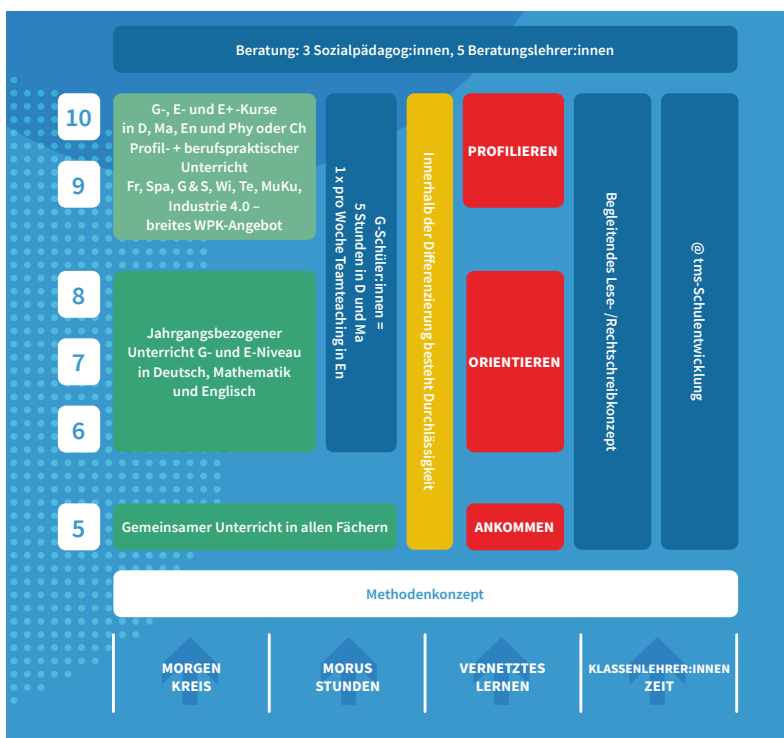 Beratung: 3 Sozialpädagog:innen, 5 Beratungslehrer:innen
10
9
G-, E- und E+-Kurse
in D, Ma, En und Phy oder Ch
Profil- + berufspraktischer
Unterricht
Fr, Spa, G & S, Wi, Te, MuKu,
Industrie 4.0 –
breites WPK-Angebot
8
7
6
Jahrgangsbezogener
Unterricht G- und E-Niveau
in Deutsch, Mathematik
und Englisch
5
Gemeinsamer Unterricht in allen Fächern
G-Schüler:innen =
5 Stunden in D und Ma
1 x pro Woche Teamteaching in En
Innerhalb der Differenzierung besteht Durchlässigkeit
PROFILIEREN
ORIENTIEREN
ANKOMMEN
Begleitendes Lese- /Rechtschreibkonzept
@ tms-Schulentwicklung
Methodenkonzept
MORGEN
KREIS
MORUS
STUNDEN
VERNETZTES
LERNEN
KLASSENLEHRER:INNEN
ZEIT